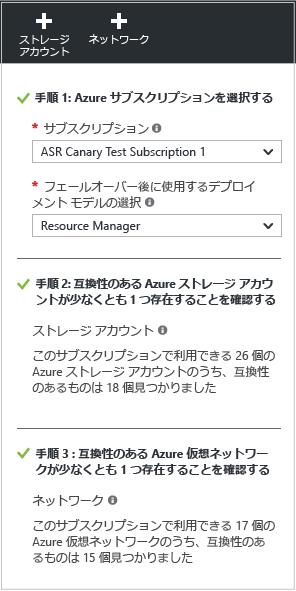 ストレージ
アカウント
ネットワーク
手順 1: Azure サブスクリプションを選択する
* サブスクリプション
ASR Canary Test Subscription 1
* フェールオーバー後に使用するデプロイ
メント モデルの選択
Resource Manager
手順 2: 互換性のある Azure ストレージ アカウ
ントが少なくとも 1 つ存在することを確認する
ストレージ アカウント
このサブスクリプションで利用できる 26 個の
Azure ストレージ アカウントのうち、互換性
のあるものは 18 個見つかりました
手順 3 : 互換性のある Azure 仮想ネットワー
クが少なくとも 1 つ存在することを確認する
ネットワーク
このサブスクリプションで利用できる 17 個の
Azure 仮想ネットワークのうち、互換性のあ
るものは 15 個見つかりました